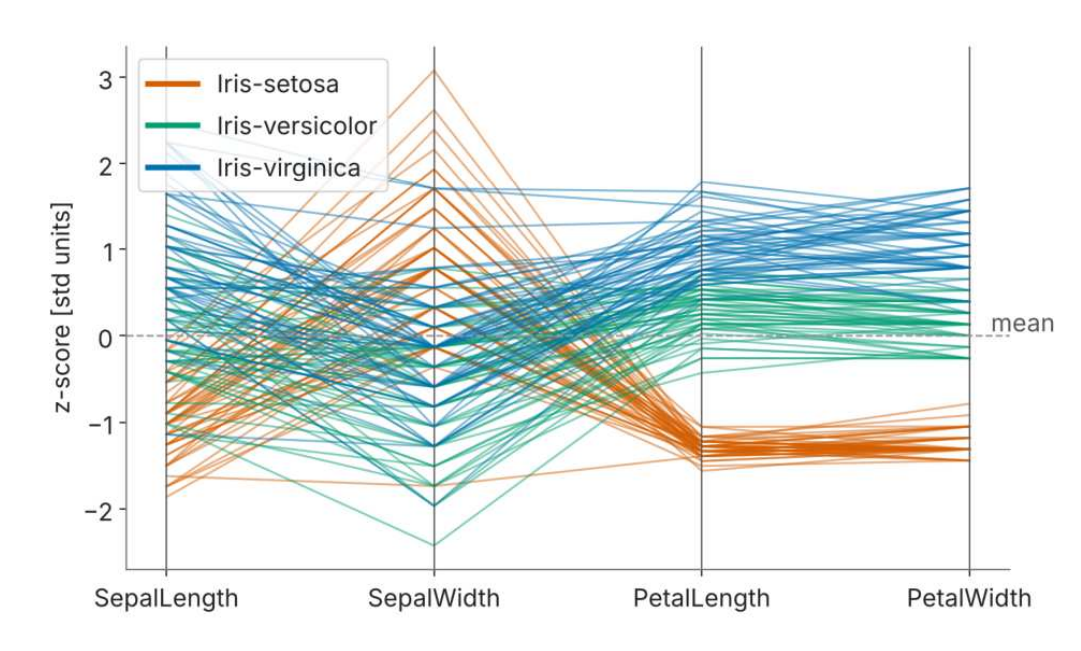 3
Iris-setosa
Iris-versicolor
2
Iris-virginica
1
z-score [std units]
0
mean
−1
−2
SepalLength SepalWidth PetalLength PetalWidth